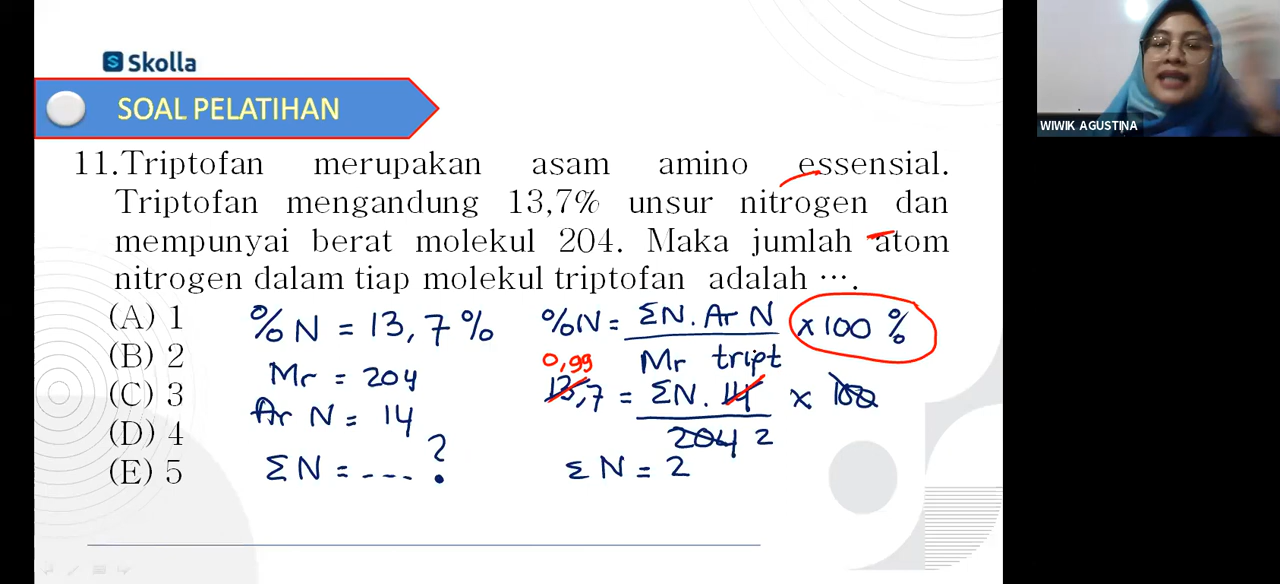 Skolla
SOAL PELATIHAN
WIWIK AGUSTINA
11.Triptofan merupakan asam amino essensial.
Triptofan mengandung 13,7% unsur nitrogen dan
mempunyai berat molekul 204. Maka jumlah atom
nitrogen dalam tiap molekul triptofan adalah ….
(A) 1
(B) 2
(C) 3
(D) 4
(E) 5
% N = 13,7 %
Mr = 204
Ar N = 14
ΣN = --- ?
%N = ΣN. Ar N x 100 %
Mr tript
0,99
13,7 = ΣN. 14 x 100
204 2
ΣN = 2